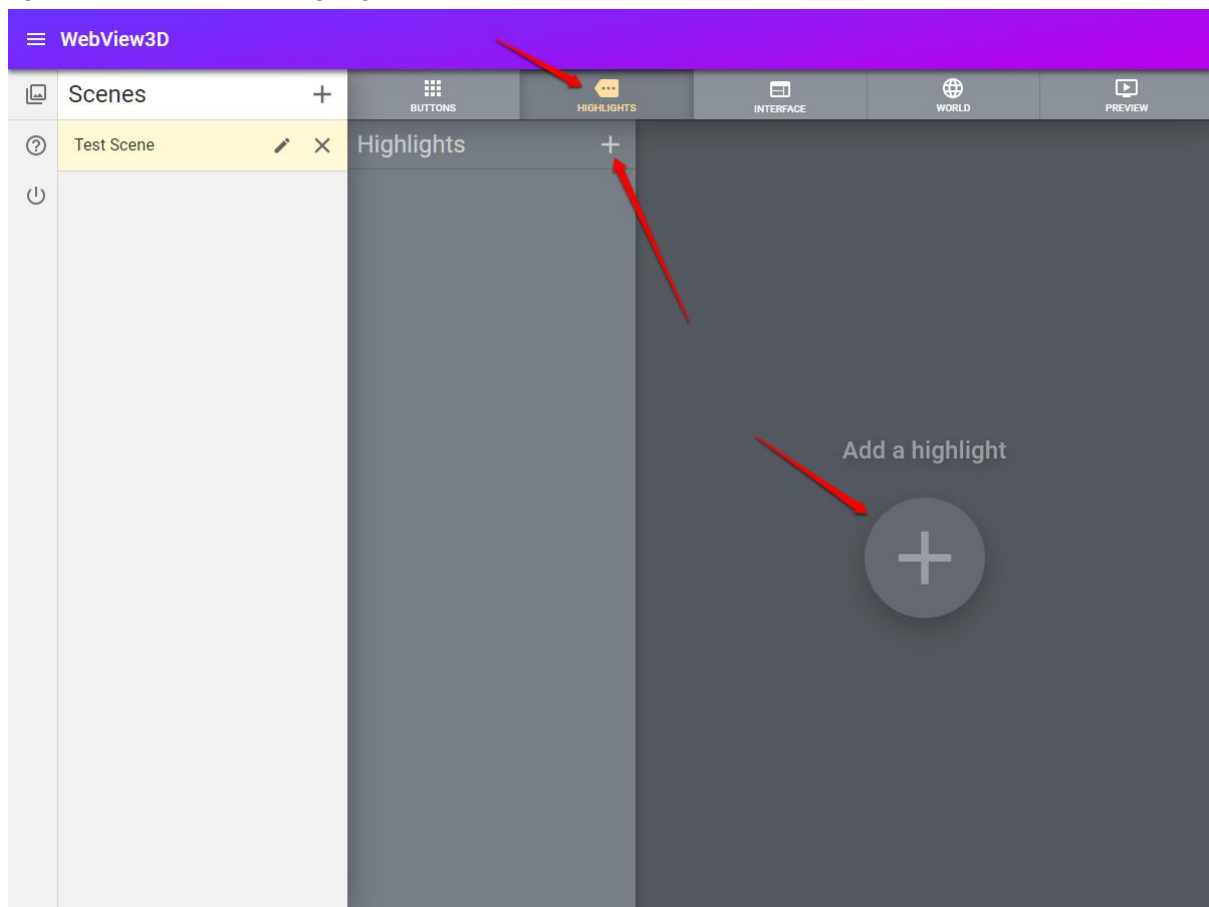 WebView3D
Scenes
BUTTONS
HIGHLIGHTS
INTERFACE
WORLD
PREVIEW
Test Scene
Highlights
Add a highlight